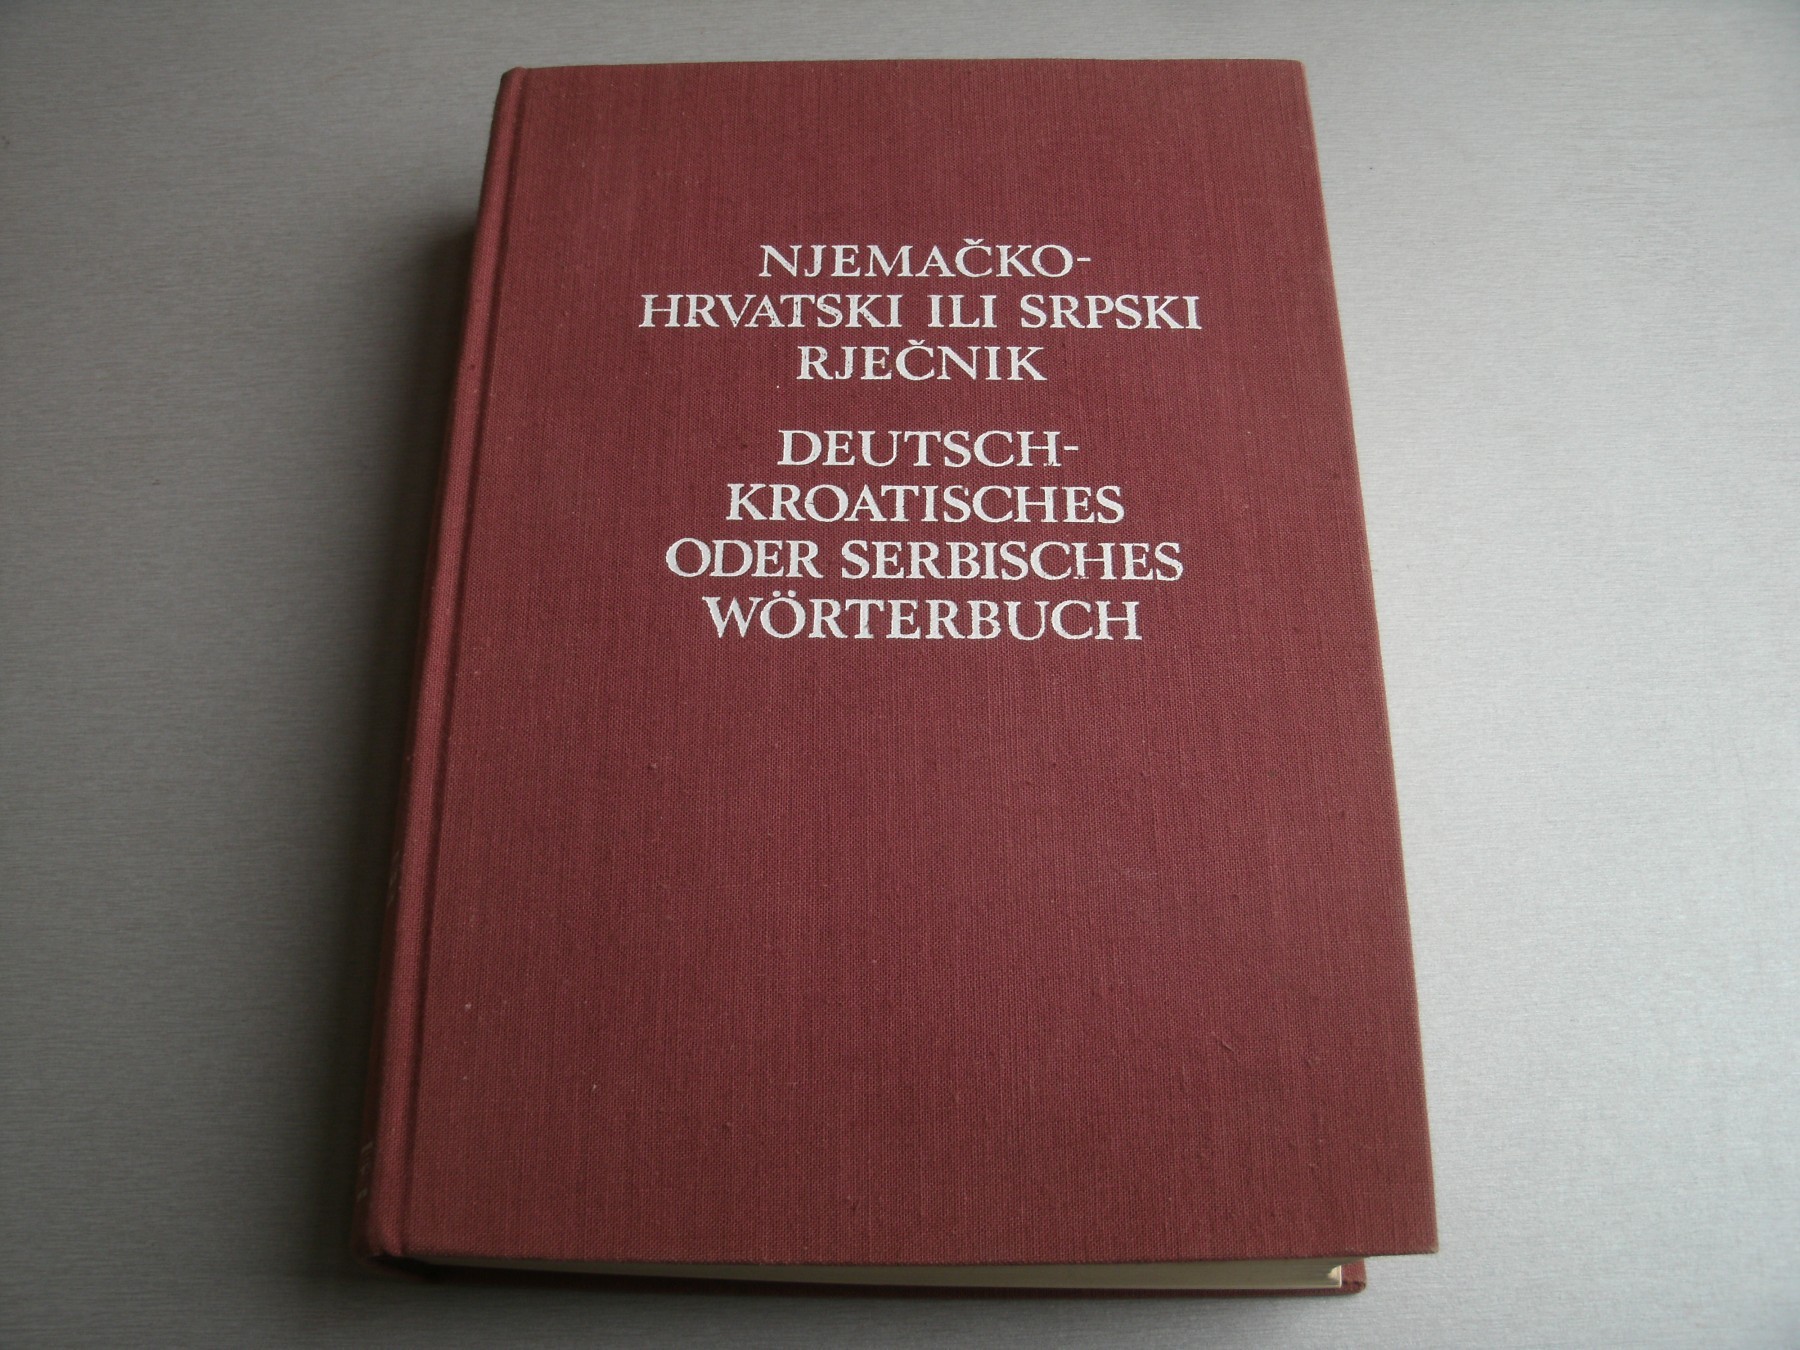 NJEMAČKO-
HRVATSKI ILI SRPSKI
RJEČNIK
DEUTSCH-
KROATISCHES
ODER SERBISCHES
WÖRTERBUCH